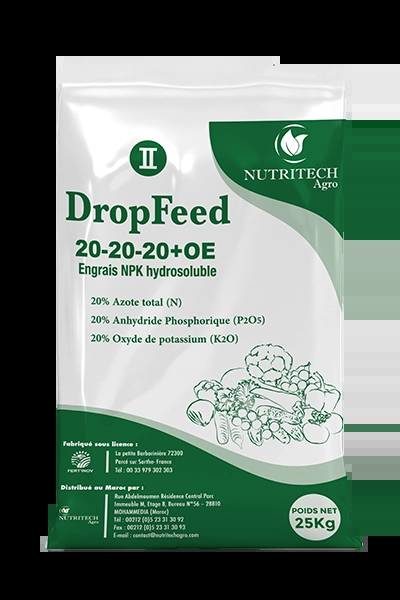 II
NUTRITECH
Agro
DropFeed
20-20-20+OE
Engrais NPK hydrosoluble
20% Azote total (N)
20% Anhydride Phosphorique (P2O5)
20% Oxyde de potassium (K2O)
Fabriqué sous licence :
FERTINOV
La petite Barbarinière 72300
Parcé sur Sarthe- France
Tél : 00 33 979 302 303
Distribué au Maroc par :
NUTRITECH
Agro
Rue Abdelmoumen Résidence Central Parc
Immeuble M, Etage 8, Bureau N°56 - 28810
MOHAMMEDIA (Maroc)
Tél : 00212 (0)5 23 31 30 92
Fax : 00212 (0)5 23 31 30 93
E-mail : contact@nutritechagro.com
POIDS NET
25Kg